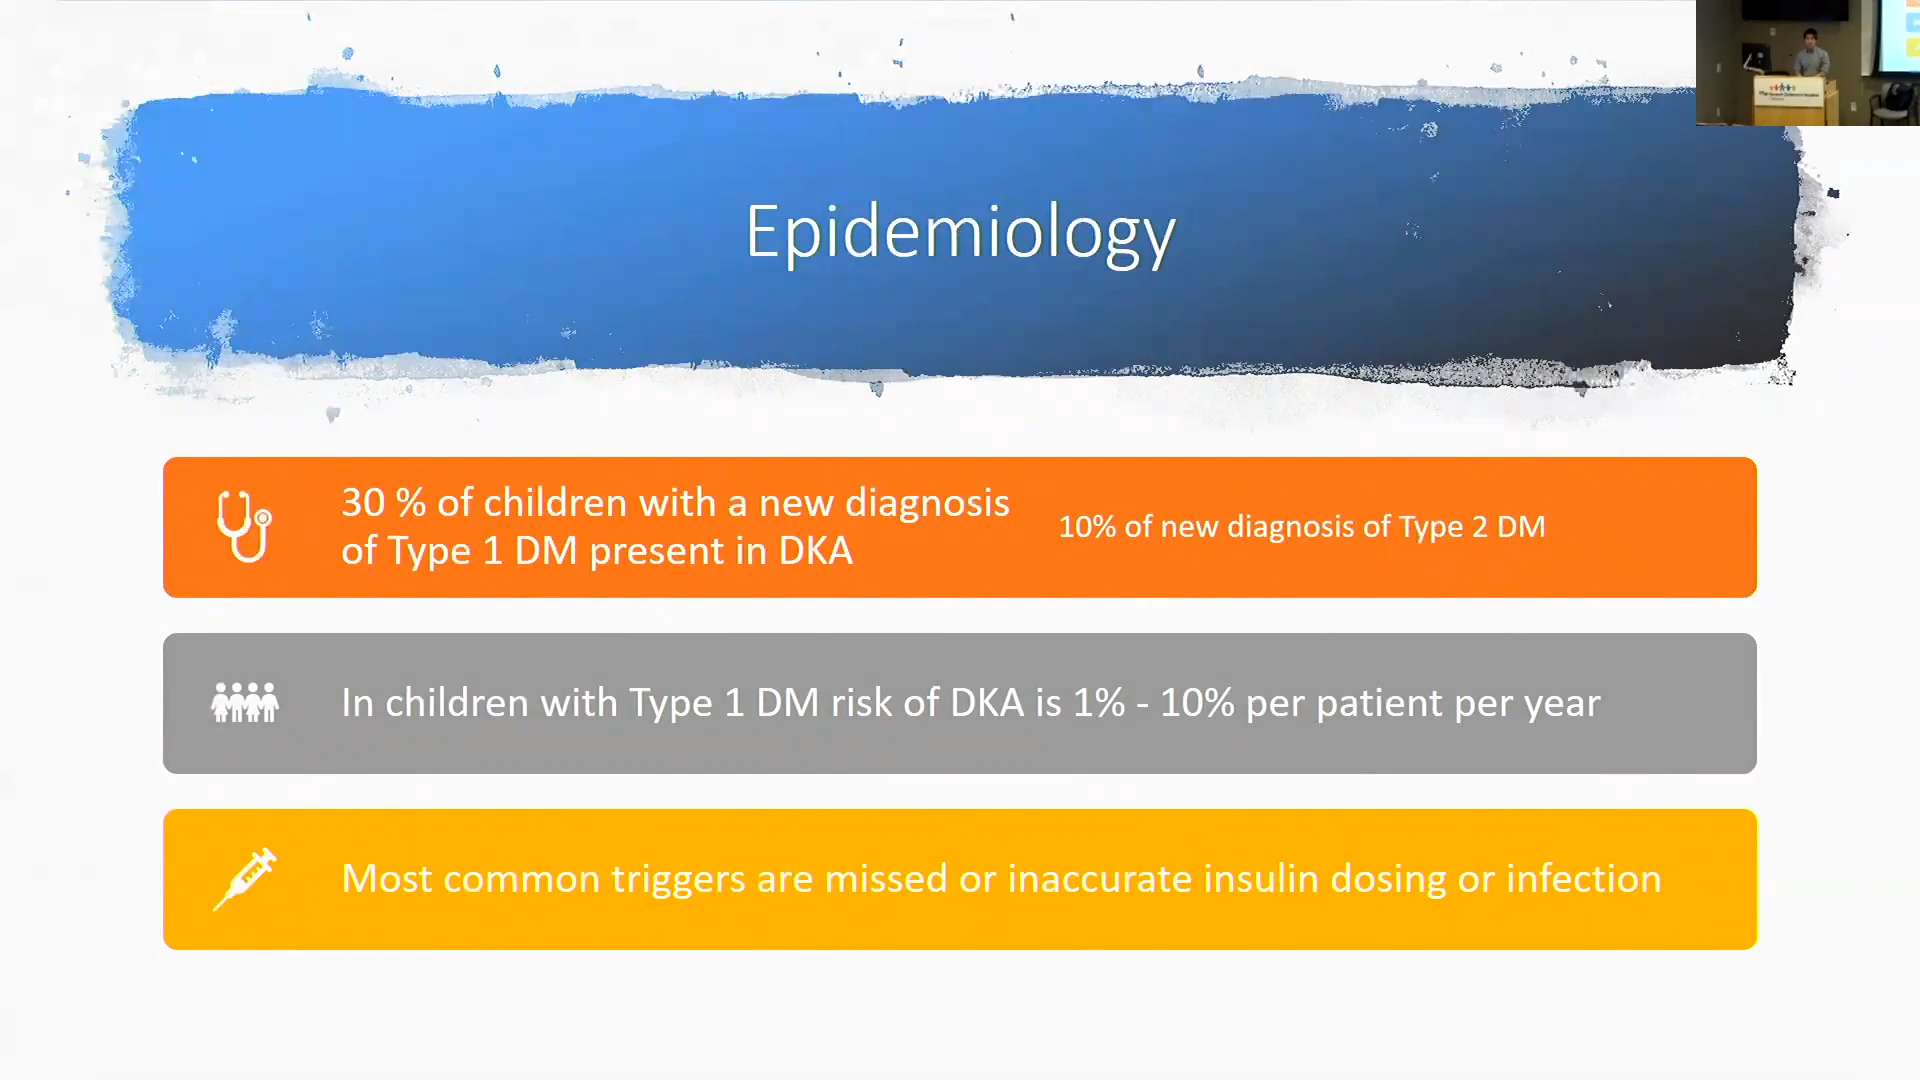 Epidemiology
30 % of children with a new diagnosis
of Type 1 DM present in DKA
10% of new diagnosis of Type 2 DM
In children with Type 1 DM risk of DKA is 1% - 10% per patient per year
Most common triggers are missed or inaccurate insulin dosing or infection